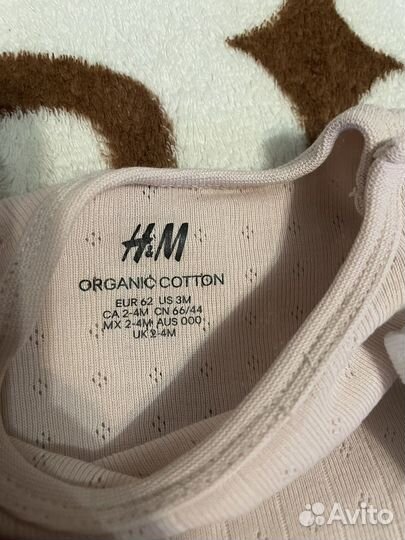 H&M
ORGANIC COTTON
EUR 62 US 3M
CA 2-4M CN 66/44
MX 2-4M AUS 000
UK 2-4M
Avito